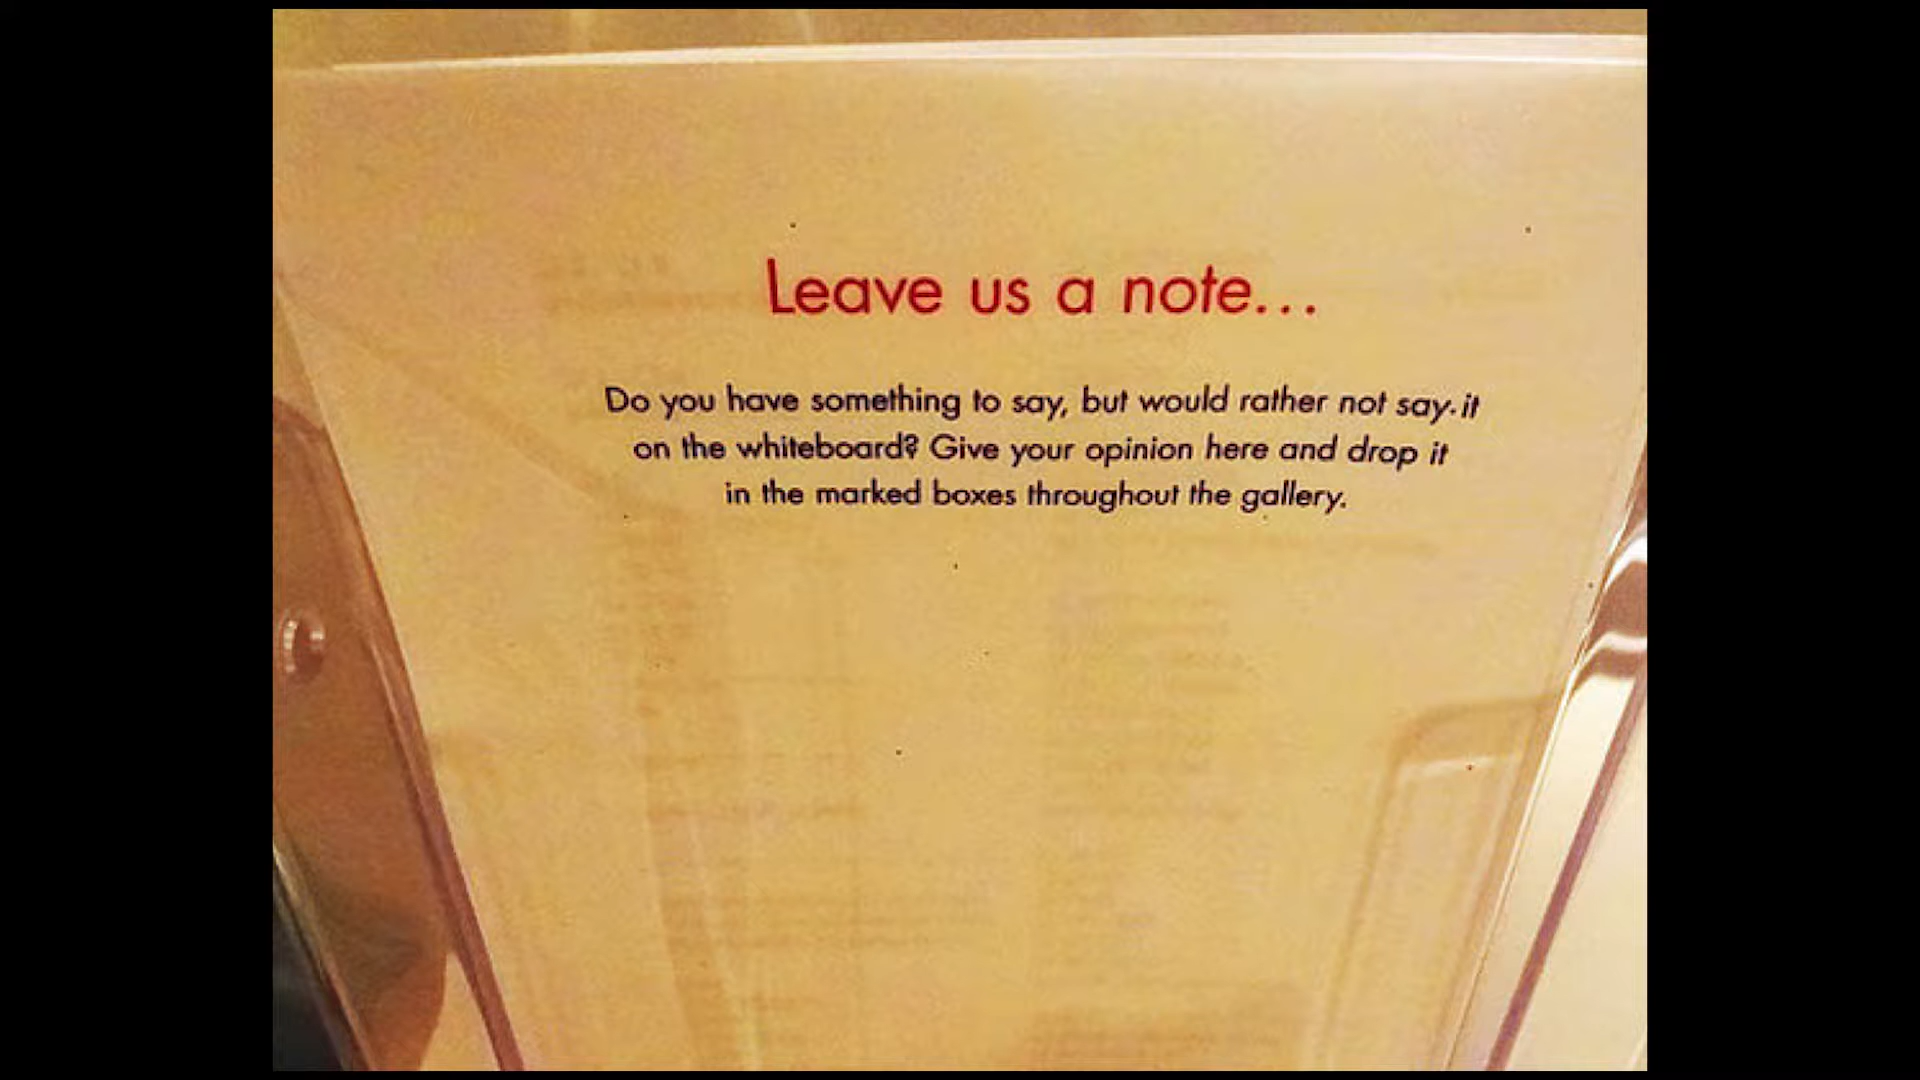 Leave us a note...
Do you have something to say, but would rather not say it
on the whiteboard? Give your opinion here and drop it
in the marked boxes throughout the gallery.